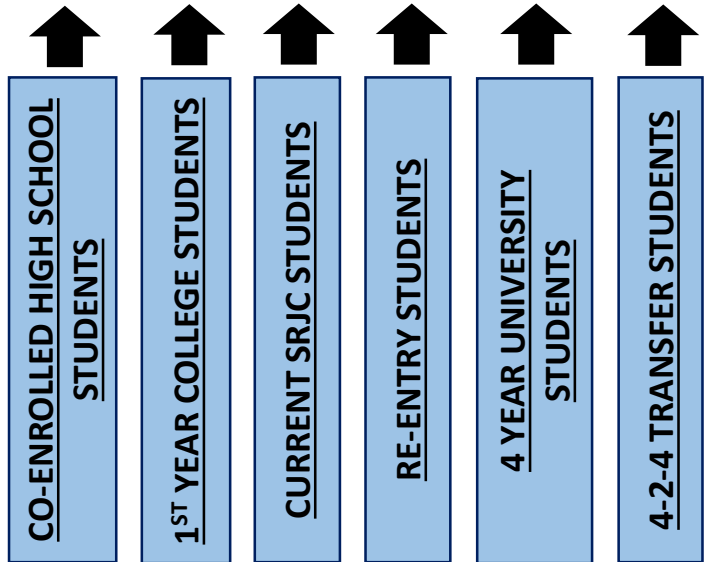 CO-ENROLLED HIGH SCHOOL
STUDENTS
1ST YEAR COLLEGE STUDENTS
CURRENT SRJC STUDENTS
RE-ENTRY STUDENTS
4 YEAR UNIVERSITY
STUDENTS
4-2-4 TRANSFER STUDENTS